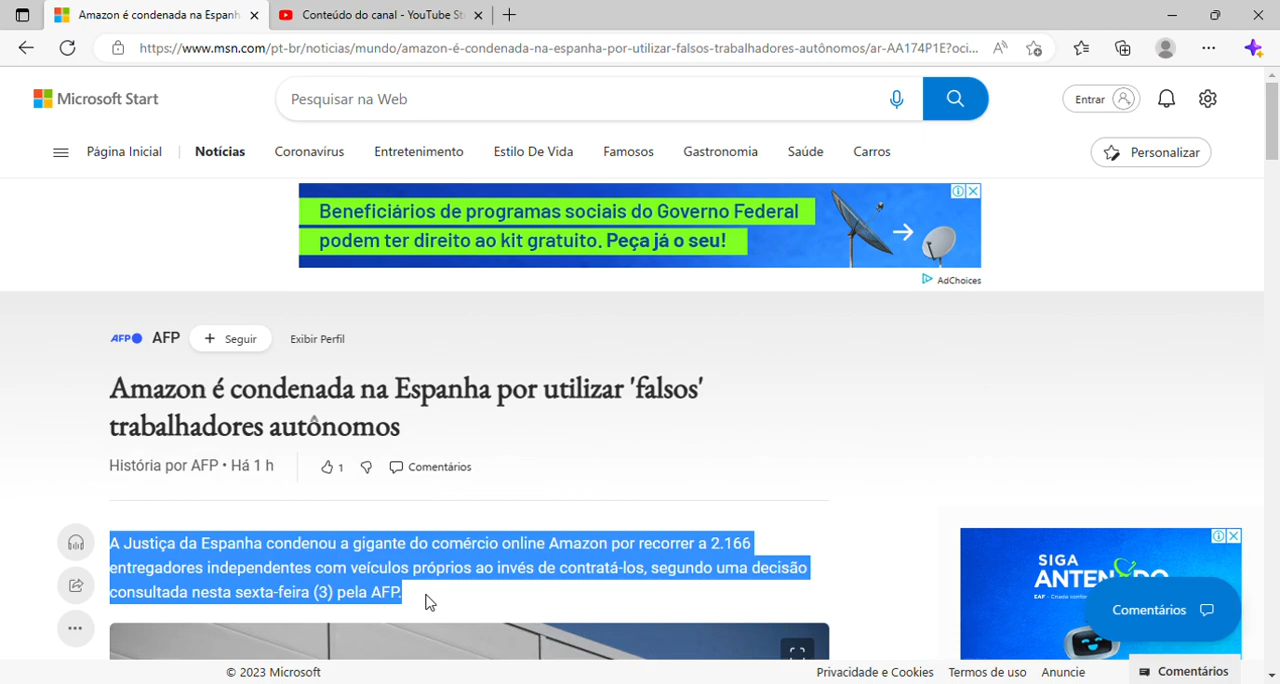 Amazon é condenada na Espanh
Conteúdo do canal - YouTube St
https://www.msn.com/pt-br/noticias/mundo/amazon-é-condenada-na-espanha-por-utilizar-falsos-trabalhadores-autônomos/ar-AA174P1E?oci...
Microsoft Start
Pesquisar na Web
Entrar
Página Inicial
Notícias
Coronavírus
Entretenimento
Estilo De Vida
Famosos
Gastronomia
Saúde
Carros
Personalizar
Beneficiários de programas sociais do Governo Federal
podem ter direito ao kit gratuito. Peça já o seu!
AdChoices
AFP AFP + Seguir Exibir Perfil
Amazon é condenada na Espanha por utilizar 'falsos'
trabalhadores autônomos
História por AFP • Há 1 h
1
Comentários
A Justiça da Espanha condenou a gigante do comércio online Amazon por recorrer a 2.166
entregadores independentes com veículos próprios ao invés de contratá-los, segundo uma decisão
consultada nesta sexta-feira (3) pela AFP.
SIGA
ANTENADO
Comentários
© 2023 Microsoft
Privacidade e Cookies
Termos de uso
Anuncie
Comentários